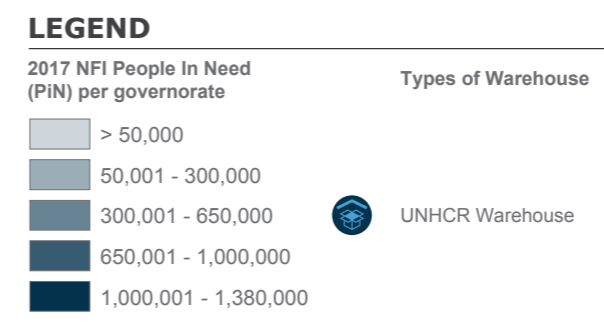 LEGEND
2017 NFI People In Need
(PiN) per governorate
Types of Warehouse
> 50,000
50,001 - 300,000
300,001 - 650,000
UNHCR Warehouse
650,001 - 1,000,000
1,000,001 - 1,380,000